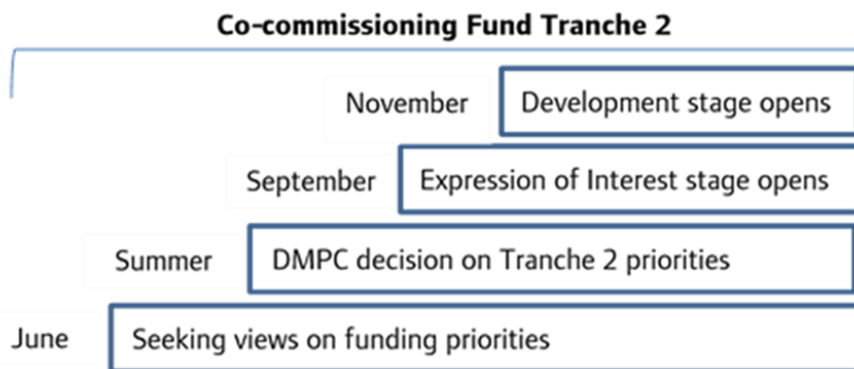 Co-commissioning Fund Tranche 2
November Development stage opens
September Expression of Interest stage opens
Summer DMPC decision on Tranche 2 priorities
June Seeking views on funding priorities